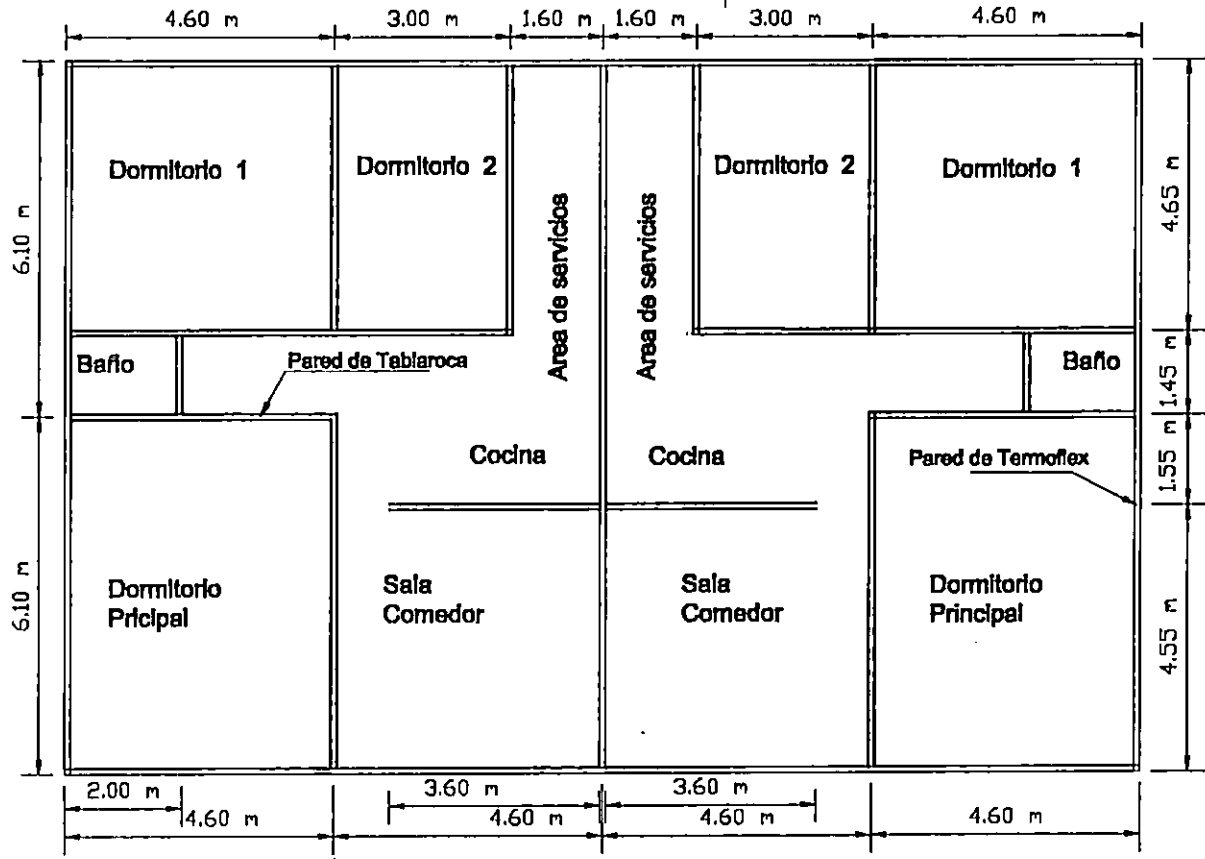 4.60 m 3.00 m 1.60 m 1.60 m 3.00 m 4.60 m
Dormitorio 1
Dormitorio 2
Area de servicios
Area de servicios
Dormitorio 2
Dormitorio 1
6.10 m
4.65 m
Baño
Pared de Tablaroca
Baño
1.45 m
Cocina
Cocina
Pared de Termoflex
1.55 m
Dormitorio
Pricipal
Sala
Comedor
Sala
Comedor
Dormitorio
Principal
6.10 m
4.55 m
2.00 m
3.60 m
3.60 m
4.60 m
4.60 m
4.60 m
4.60 m